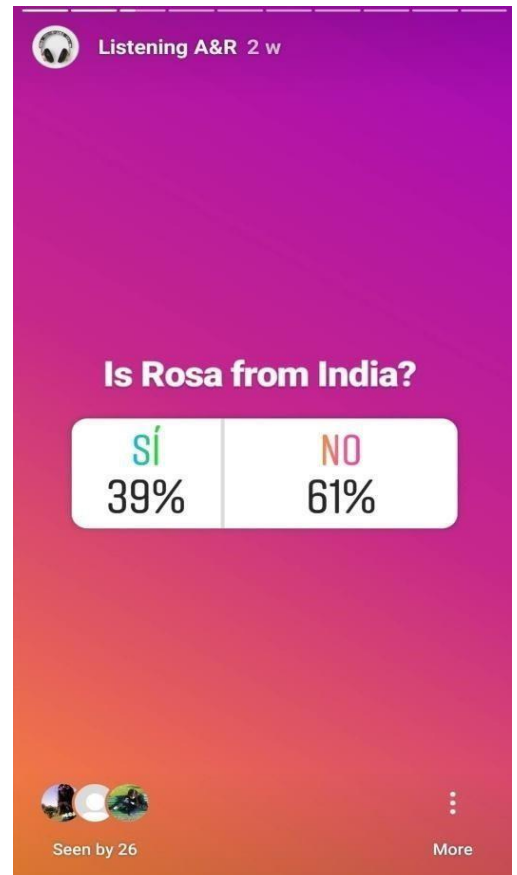 Listening A&R 2 w
Is Rosa from India?
SÍ NO
39% 61%
Seen by 26 More